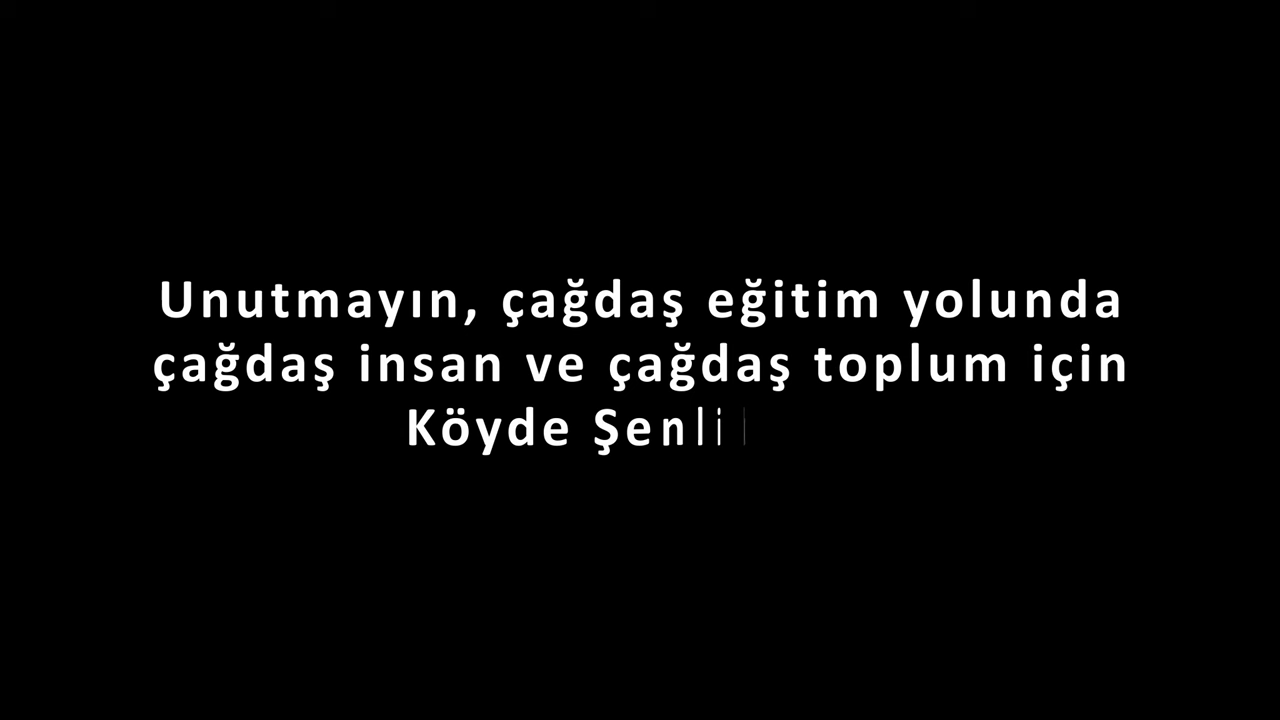 Unutmayın, çağdaş eğitim yolunda
çağdaş insan ve çağdaş toplum için
Köyde Şenli